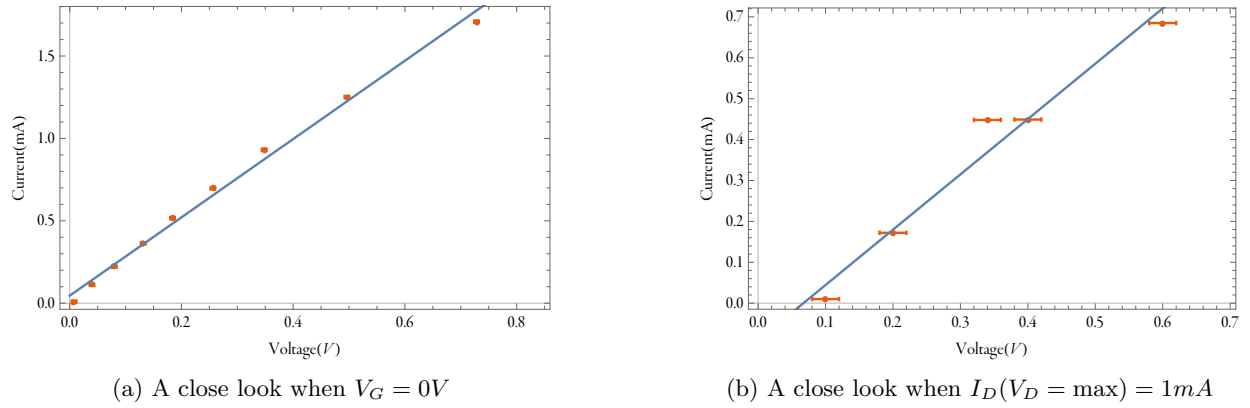 Current(mA)
1.5
1.0
0.5
0.0
0.0 0.2 0.4 0.6 0.8
Voltage(V)
(a) A close look when V_G = 0V
Current(mA)
0.7
0.6
0.5
0.4
0.3
0.2
0.1
0.0
0.0 0.1 0.2 0.3 0.4 0.5 0.6 0.7
Voltage(V)
(b) A close look when I_D(V_D = max) = 1mA